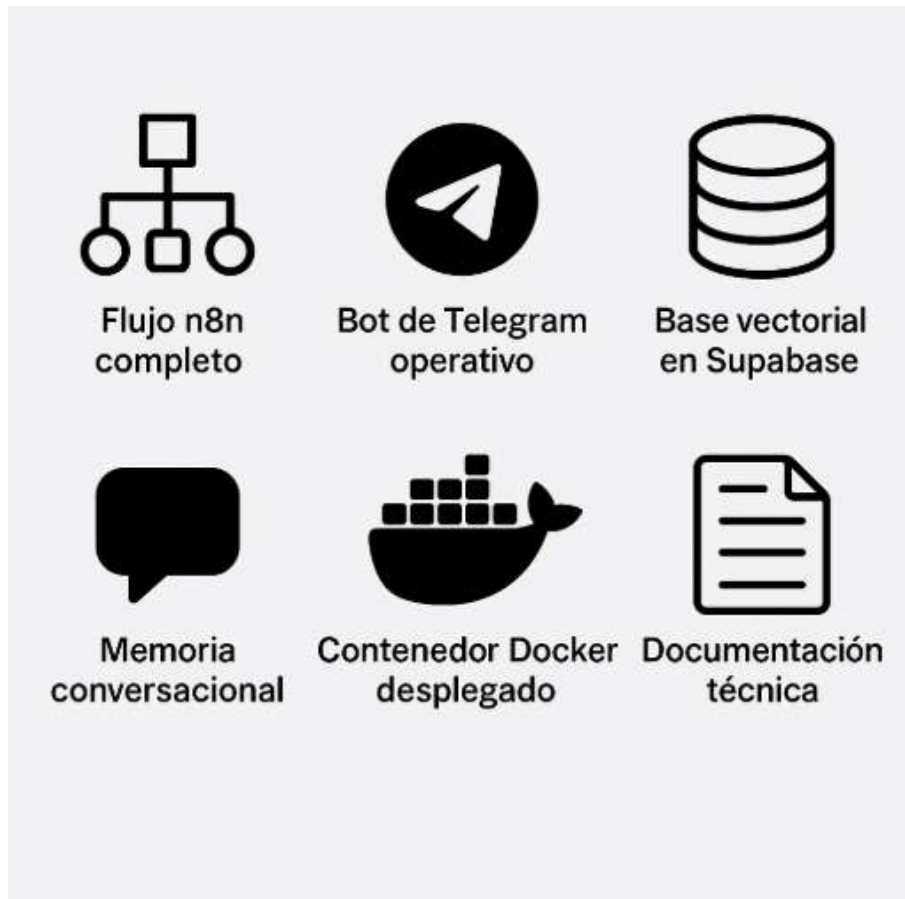 Flujo n8n
completo
Bot de Telegram
operativo
Base vectorial
en Supabase
Memoria
conversacional
Contenedor Docker
desplegado
Documentación
técnica